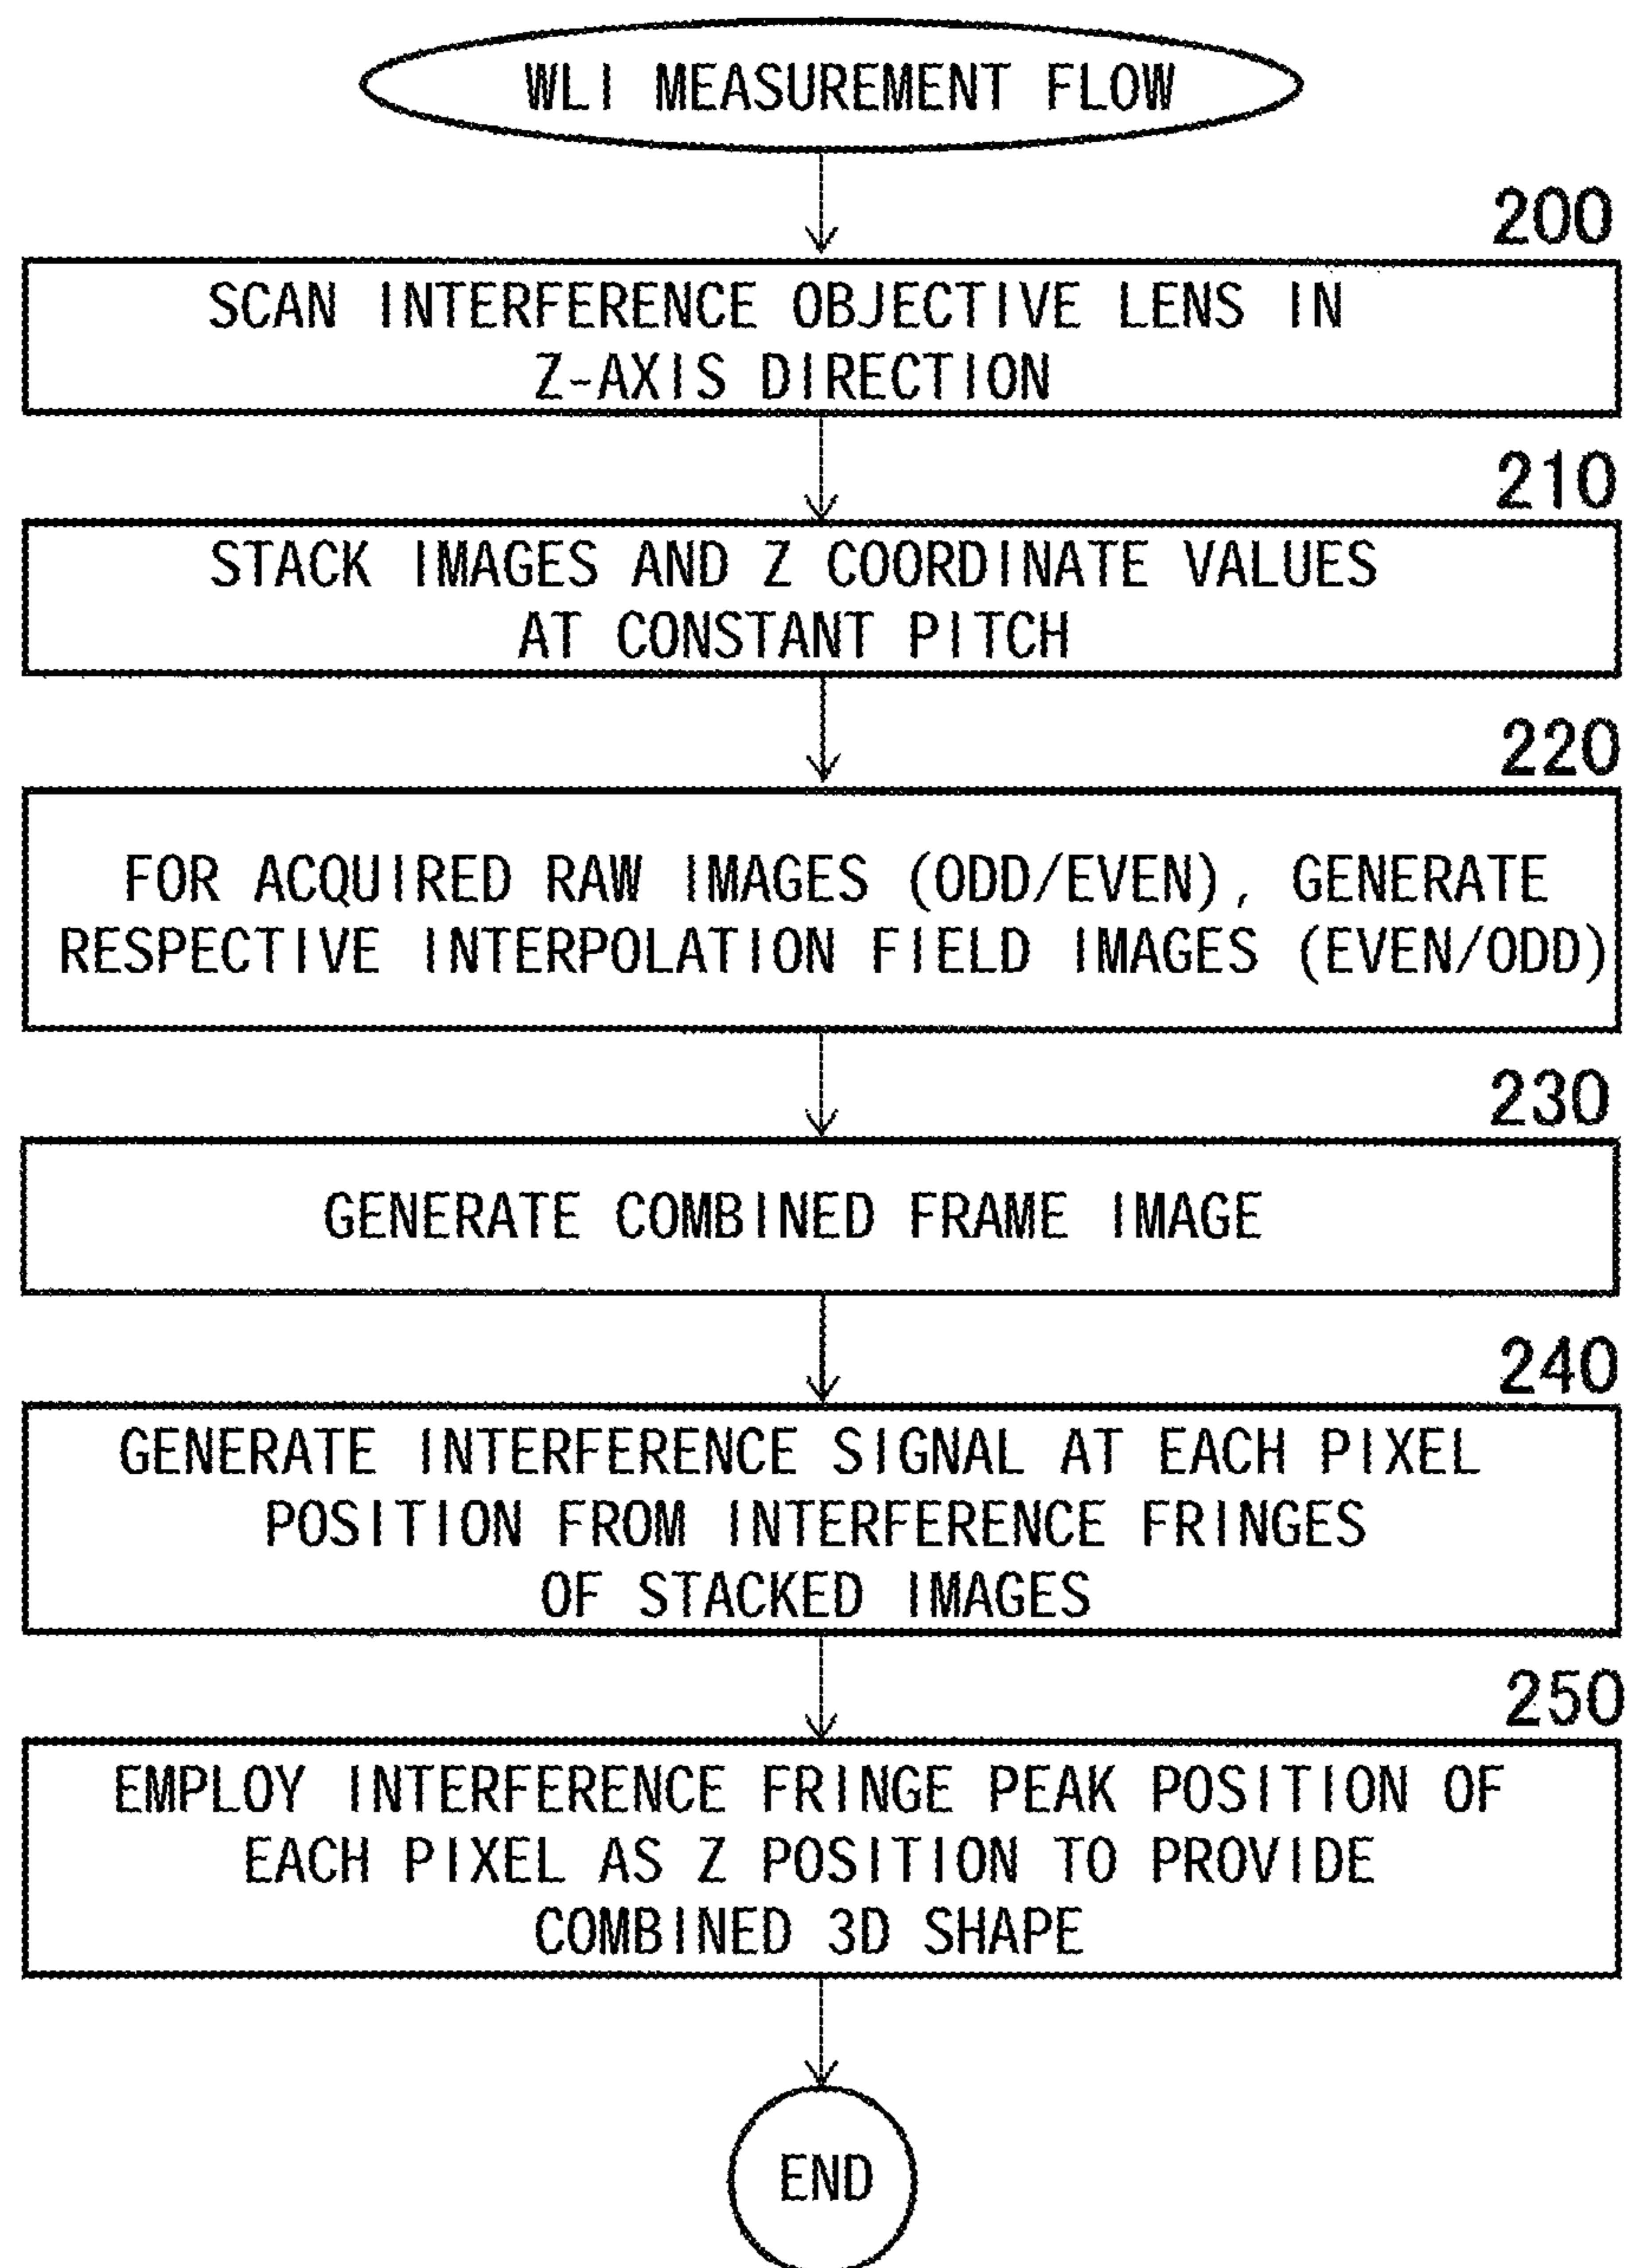 WLI MEASUREMENT FLOW
200
SCAN INTERFERENCE OBJECTIVE LENS IN
Z-AXIS DIRECTION
210
STACK IMAGES AND Z COORDINATE VALUES
AT CONSTANT PITCH
220
FOR ACQUIRED RAW IMAGES (ODD/EVEN), GENERATE
RESPECTIVE INTERPOLATION FIELD IMAGES (EVEN/ODD)
230
GENERATE COMBINED FRAME IMAGE
240
GENERATE INTERFERENCE SIGNAL AT EACH PIXEL
POSITION FROM INTERFERENCE FRINGES
OF STACKED IMAGES
250
EMPLOY INTERFERENCE FRINGE PEAK POSITION OF
EACH PIXEL AS Z POSITION TO PROVIDE
COMBINED 3D SHAPE
END